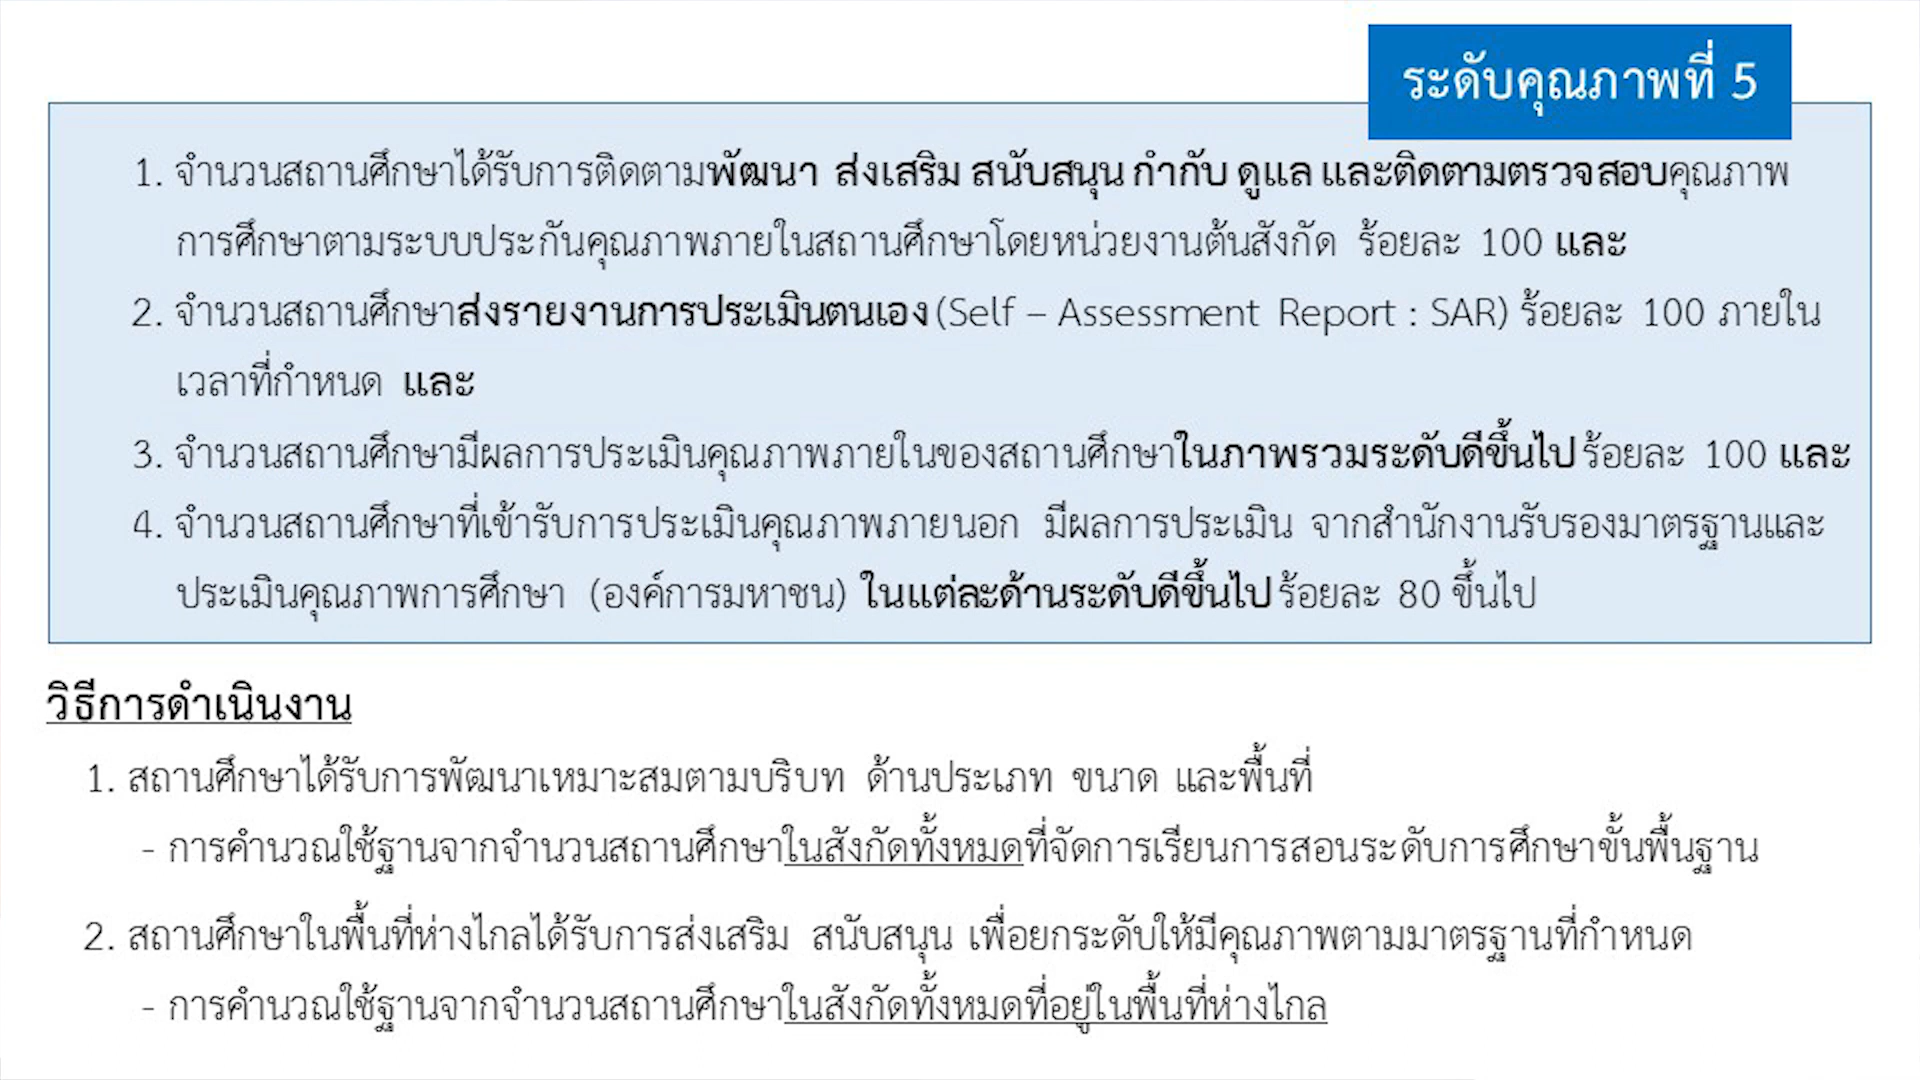 ระดับคุณภาพที่ 5
1. จำนวนสถานศึกษาได้รับการติดตามพัฒนา ส่งเสริม สนับสนุน กำกับ ดูแล และติดตามตรวจสอบคุณภาพ
การศึกษาตามระบบประกันคุณภาพภายในสถานศึกษาโดยหน่วยงานต้นสังกัด ร้อยละ 100 และ
2. จำนวนสถานศึกษาส่งรายงานการประเมินตนเอง (Self – Assessment Report : SAR) ร้อยละ 100 ภายใน
เวลาที่กำหนด และ
3. จำนวนสถานศึกษามีผลการประเมินคุณภาพภายในของสถานศึกษาในภาพรวมระดับดีขึ้นไป ร้อยละ 100 และ
4. จำนวนสถานศึกษาที่เข้ารับการประเมินคุณภาพภายนอก มีผลการประเมิน จากสำนักงานรับรองมาตรฐานและ
ประเมินคุณภาพการศึกษา (องค์การมหาชน) ในแต่ละด้านระดับดีขึ้นไป ร้อยละ 80 ขึ้นไป
วิธีการดำเนินงาน
1. สถานศึกษาได้รับการพัฒนาเหมาะสมตามบริบท ด้านประเภท ขนาด และพื้นที่
- การคำนวณใช้ฐานจากจำนวนสถานศึกษาในสังกัดทั้งหมดที่จัดการเรียนการสอนระดับการศึกษาขั้นพื้นฐาน
2. สถานศึกษาในพื้นที่ห่างไกลได้รับการส่งเสริม สนับสนุน เพื่อยกระดับให้มีคุณภาพตามมาตรฐานที่กำหนด
- การคำนวณใช้ฐานจากจำนวนสถานศึกษาในสังกัดทั้งหมดที่อยู่ในพื้นที่ห่างไกล